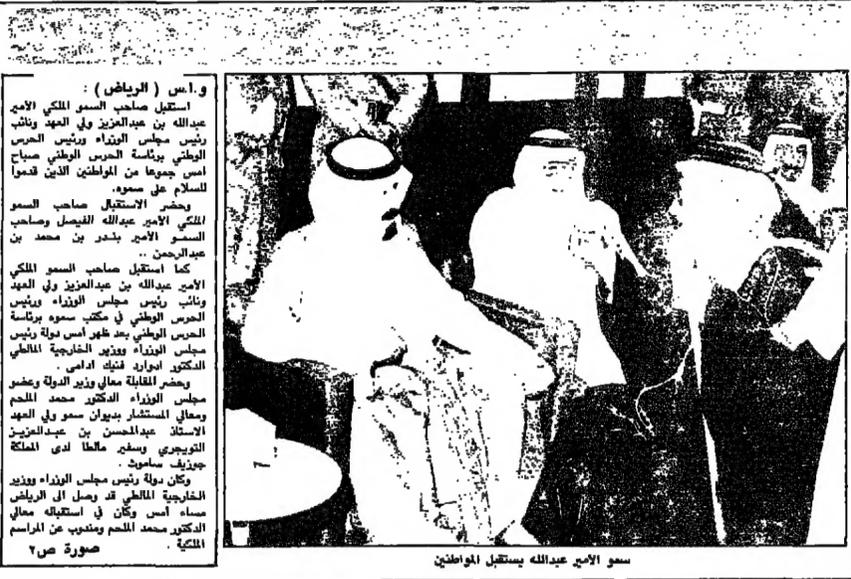 و.ا.س ( الرياض ) :
استقبل صاحب السمو الملكي الامير
عبدالله بن عبدالعزيز ولي العهد ونائب
رئيس مجلس الوزراء ورئيس الحرس
الوطني برئاسة الحرس الوطني صباح
امس جموعا من المواطنين الذين قدموا
للسلام على سموه.
وحضر الاستقبال صاحب السمو
الملكي الامير عبدالله الفيصل وصاحب
السمو الامير بندر بن محمد بن
عبدالرحمن ..
كما استقبل صاحب السمو الملكي
الأمير عبدالله بن عبدالعزيز ولي العهد
ونائب رئيس مجلس الوزراء ورئيس
الحرس الوطني في مكتب سموه برئاسة
الحرس الوطني بعد ظهر امس دولة رئيس
مجلس الوزراء ووزير الخارجية المالطي
الدكتور ادوارد فنيك ادامى .
وحضر المقابلة معالي وزير الدولة وعضو
مجلس الوزراء الدكتور محمد الملحم
ومعالي المستشار بديوان سمو ولي العهد
الاستاذ عبدالمحسن بن عبدالعزيز
التويجري وسفير مالطا لدى المملكة
جوزيف ساموت .
وكان دولة رئيس مجلس الوزراء ووزير
الخارجية المالطي قد وصل الى الرياض
مساء أمس وكان في استقباله معالي
الدكتور محمد الملحم ومندوب عن المراسم
الملكية .
صورة ص٢
سمو الأمير عبدالله يستقبل المواطنين